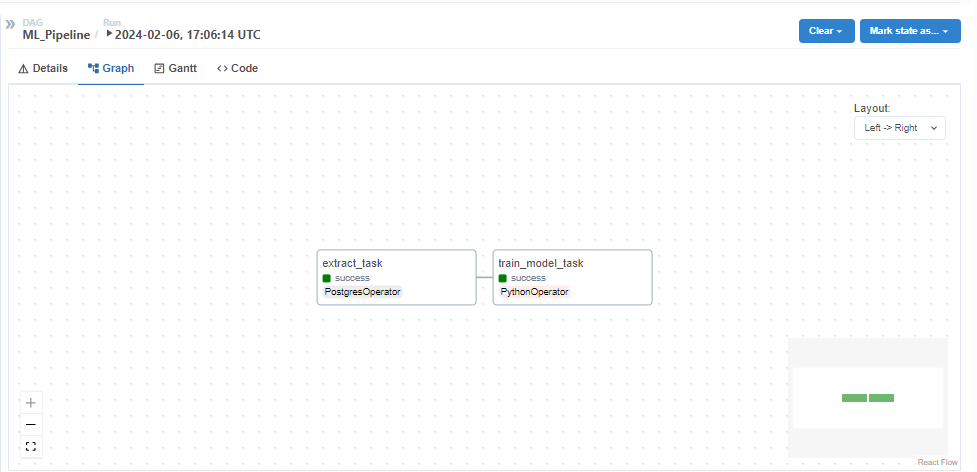 DAG
Run
ML_Pipeline / 2024-02-06, 17:06:14 UTC
Clear
Mark state as...
Details
Graph
Gantt
<> Code
Layout:
Left -> Right
extract_task
success
PostgresOperator
train_model_task
success
PythonOperator
React Flow